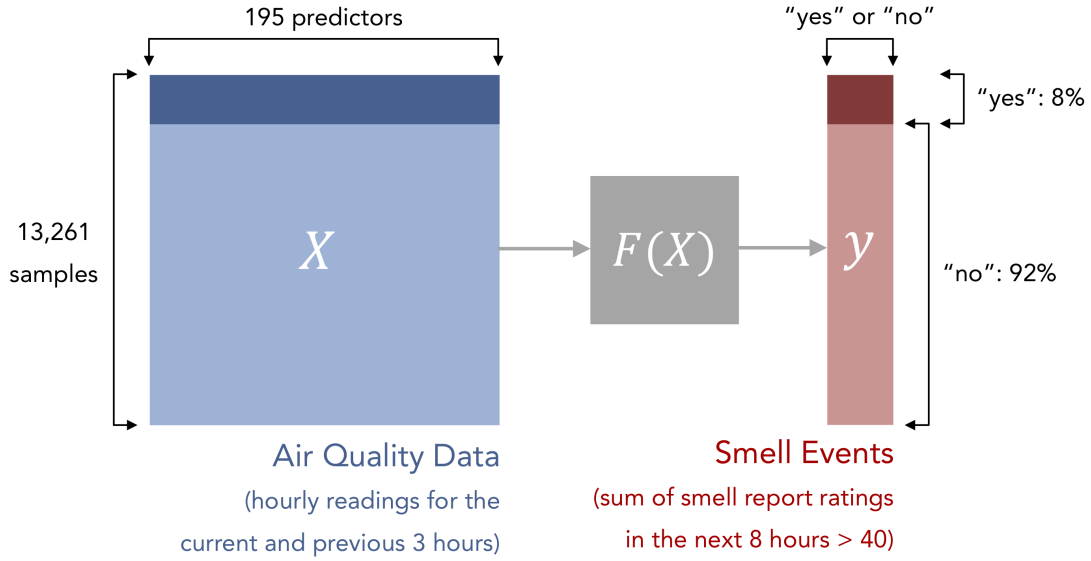 195 predictors
“yes” or “no”
“yes”: 8%
13,261
samples
X
F(X)
y
“no”: 92%
Air Quality Data
(hourly readings for the
current and previous 3 hours)
Smell Events
(sum of smell report ratings
in the next 8 hours > 40)